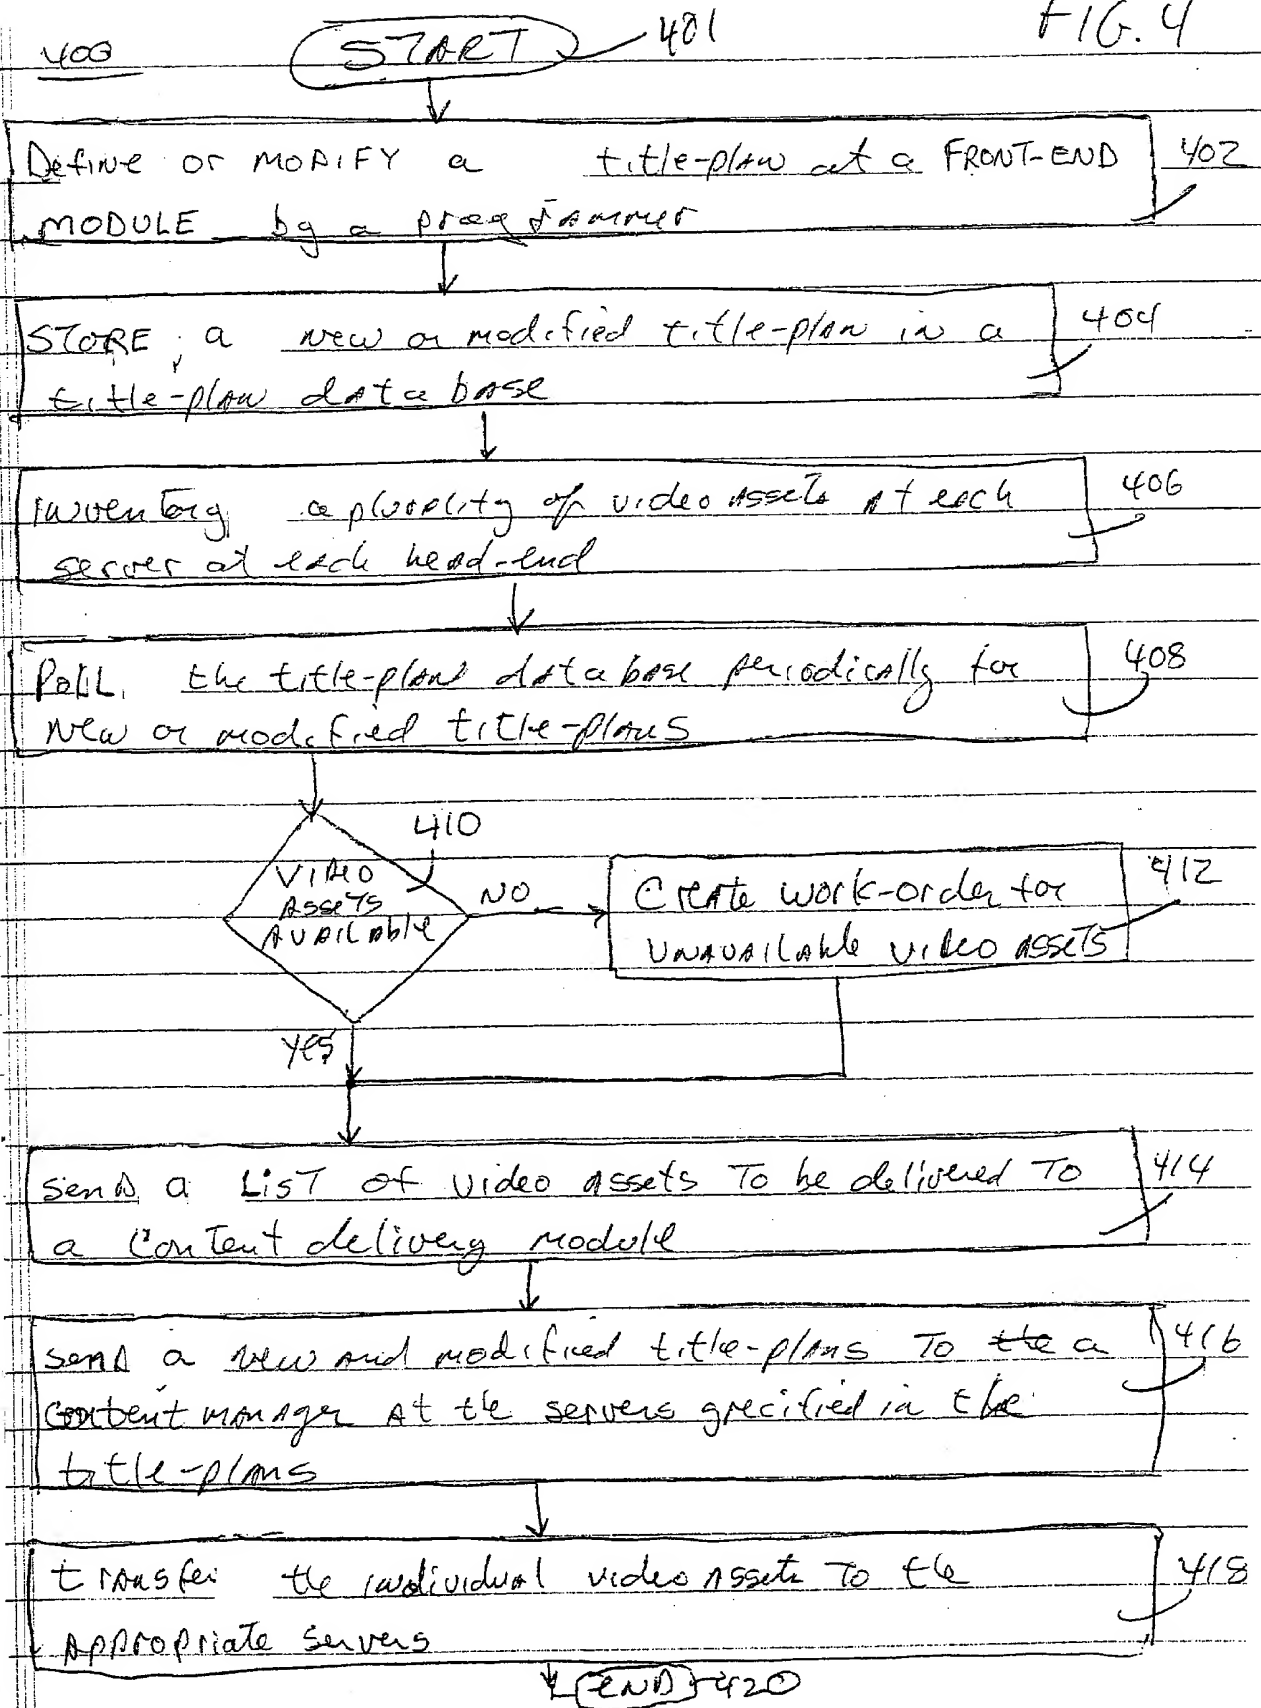 FIG. 4
400
START 401
Define or MODIFY a title-plan at a FRONT-END 402
MODULE by a programmer
STORE, a new or modified title-plan in a 404
title-plan data base
inventory a plurality of video assets at each 406
server at each head-end
Poll the title-plan data base periodically for 408
New or modified title-plans
410
VIDEO
Assets
AVAILAble
NO
Create work-order for 412
UNAVAILAble video assets
yes
send a LIST of video assets To be delivered To 414
a Content delivery module
send a new and modified title-plans To the a 416
content manager at the servers specified in the
title-plans
transfer the individual video assets To the 418
Appropriate servers
END 420